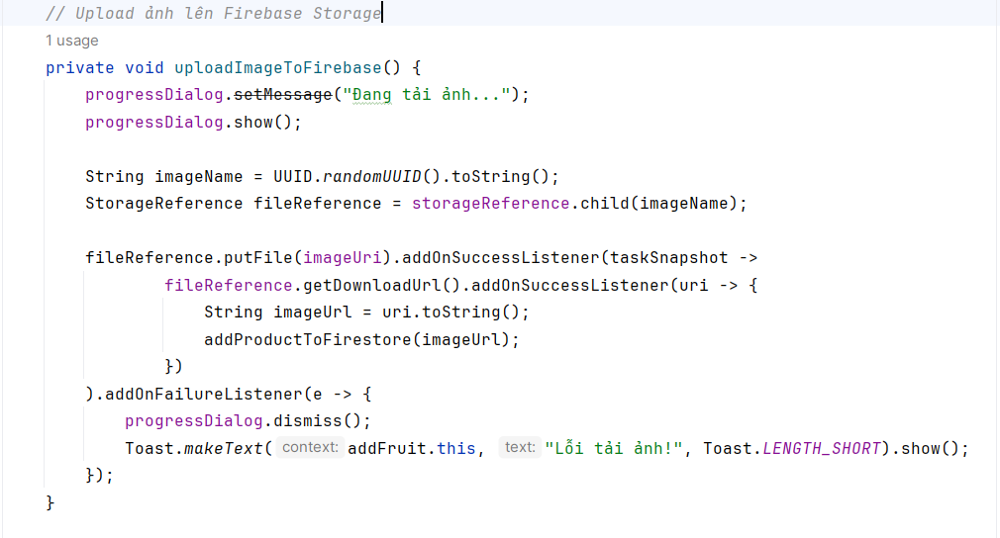 // Upload ảnh lên Firebase Storage
1 usage
private void uploadImageToFirebase() {
progressDialog.setMessage("Đang tải ảnh...");
progressDialog.show();
String imageName = UUID.randomUUID().toString();
StorageReference fileReference = storageReference.child(imageName);
fileReference.putFile(imageUri).addOnSuccessListener(taskSnapshot ->
fileReference.getDownloadUrl().addOnSuccessListener(uri -> {
String imageUrl = uri.toString();
addProductToFirestore(imageUrl);
})
).addOnFailureListener(e -> {
progressDialog.dismiss();
Toast.makeText( context: addFruit.this, text: "Lỗi tải ảnh!", Toast.LENGTH_SHORT).show();
});
}